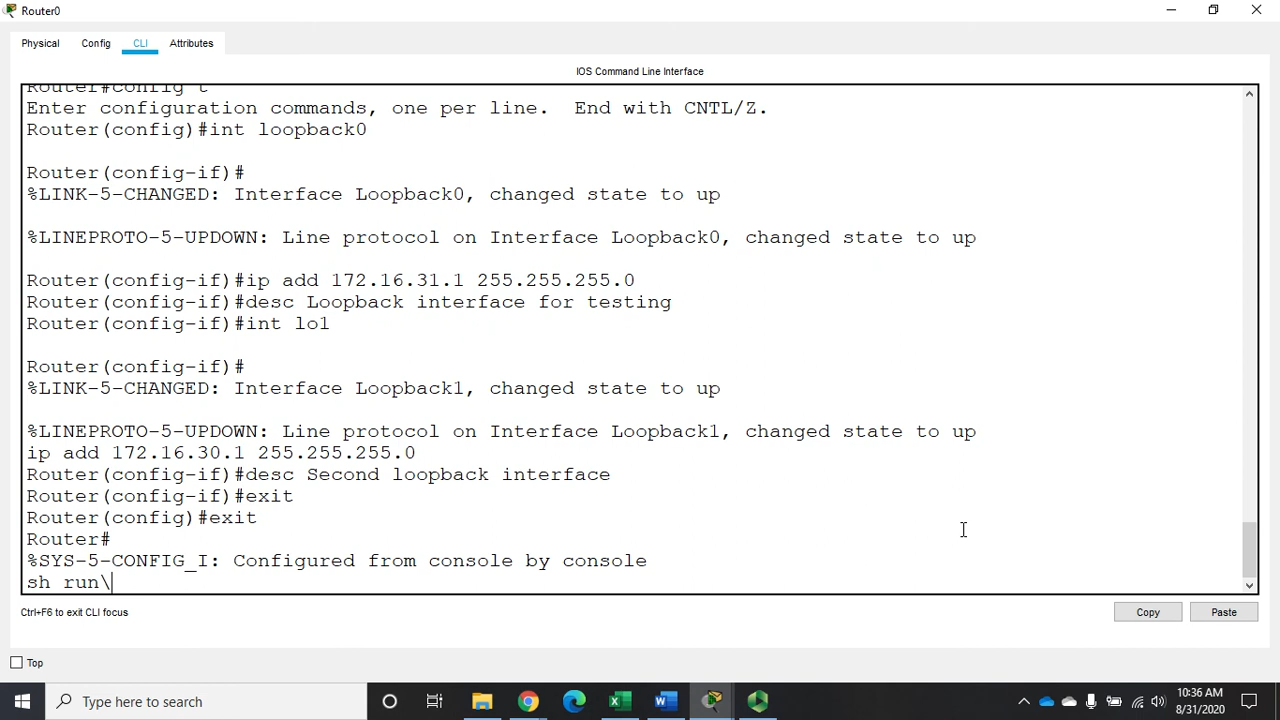 Router0
Physical
Config
CLI
Attributes
IOS Command Line Interface
Router#config t
Enter configuration commands, one per line.  End with CNTL/Z.
Router(config)#int loopback0
Router(config-if)#
%LINK-5-CHANGED: Interface Loopback0, changed state to up
%LINEPROTO-5-UPDOWN: Line protocol on Interface Loopback0, changed state to up
Router(config-if)#ip add 172.16.31.1 255.255.255.0
Router(config-if)#desc Loopback interface for testing
Router(config-if)#int lo1
Router(config-if)#
%LINK-5-CHANGED: Interface Loopback1, changed state to up
%LINEPROTO-5-UPDOWN: Line protocol on Interface Loopback1, changed state to up
ip add 172.16.30.1 255.255.255.0
Router(config-if)#desc Second loopback interface
Router(config-if)#exit
Router(config)#exit
Router#
%SYS-5-CONFIG_I: Configured from console by console
sh run\
Ctrl+F6 to exit CLI focus
Copy
Paste
Top
Type here to search
10:36 AM
8/31/2020